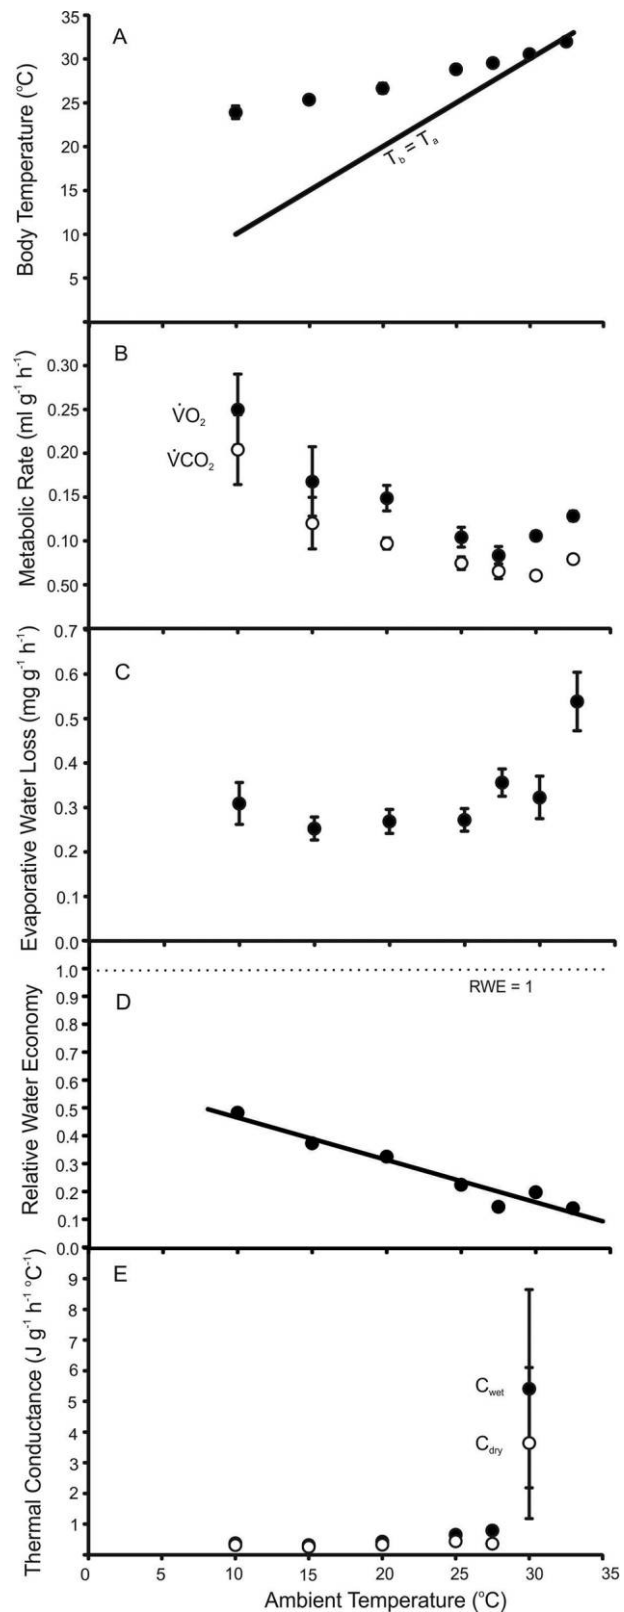 A
Body Temperature (°C)
35
30
25
20
15
10
5
T_b = T_a
B
Metabolic Rate (ml g⁻¹ h⁻¹)
0.30
0.25
0.20
0.15
0.10
0.50
V̇O₂
V̇CO₂
C
Evaporative Water Loss (mg g⁻¹ h⁻¹)
0.7
0.6
0.5
0.4
0.3
0.2
0.1
0.0
D
Relative Water Economy
1.0
0.9
0.8
0.7
0.6
0.5
0.4
0.3
0.2
0.1
0.0
RWE = 1
E
Thermal Conductance (J g⁻¹ h⁻¹ °C⁻¹)
9
8
7
6
5
4
3
2
1
C_wet
C_dry
0 5 10 15 20 25 30 35
Ambient Temperature (°C)